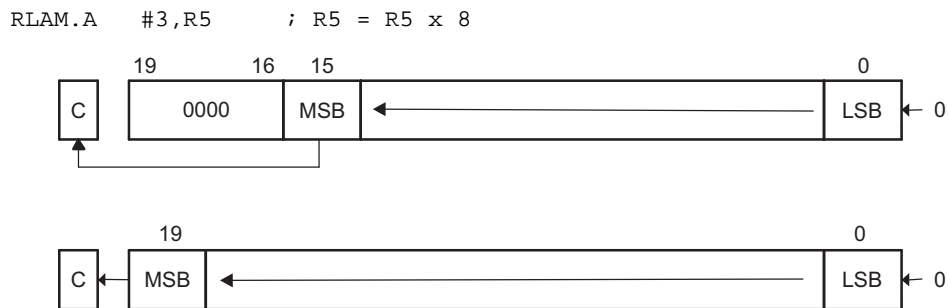 RLAM.A #3,R5 ; R5 = R5 x 8
19 16 15 0
C 0000 MSB LSB 0
19 0
C MSB LSB 0